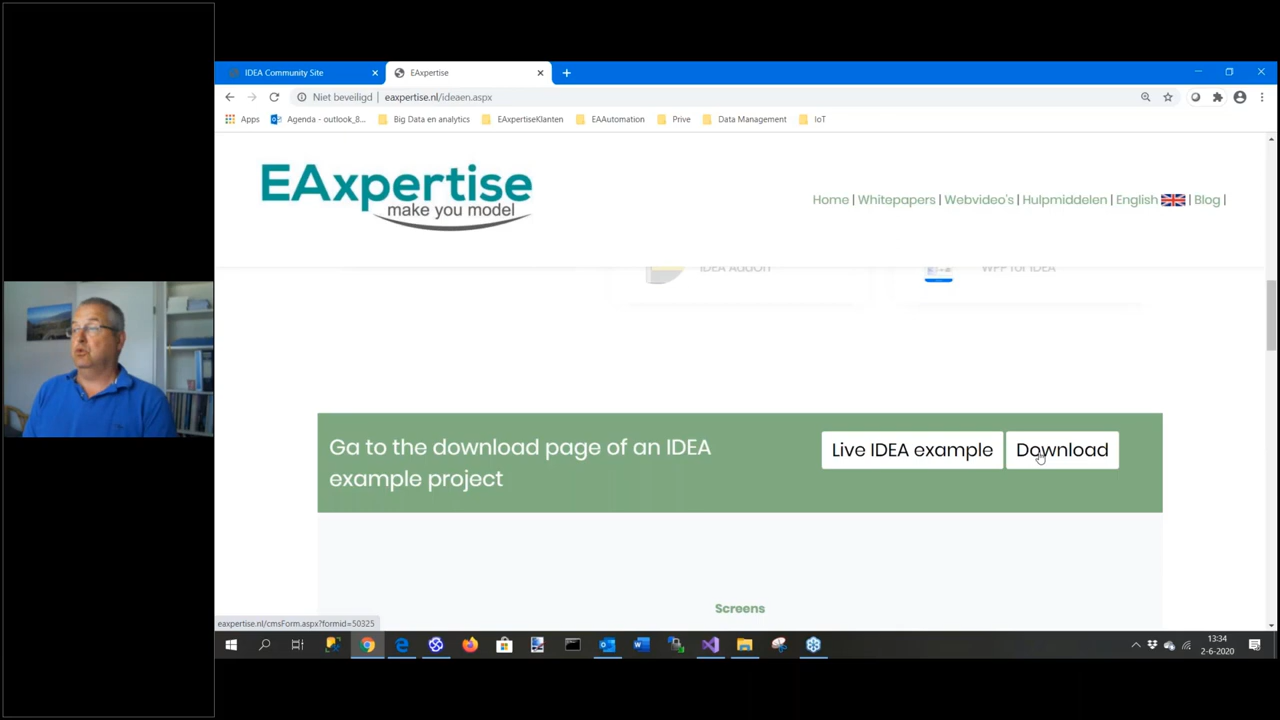 IDEA Community Site
EAxpertise
Niet beveiligd | eaxpertise.nl/ideaen.aspx
Apps Agenda - outlook_8... Big Data en analytics EAxpertiseKlanten EAAutomation Prive Data Management IoT
EAxpertise
make you model
Home | Whitepapers | Webvideo's | Hulpmiddelen | English | Blog |
IDEA Addon
WPF for IDEA
Go to the download page of an IDEA
example project
Live IDEA example
Download
Screens
eaxpertise.nl/cmsForm.aspx?formid=50325
13:34
2-6-2020